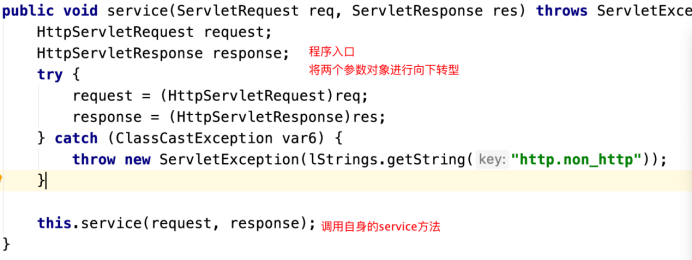 public void service(ServletRequest req, ServletResponse res) throws ServletExce
HttpServletRequest request;
HttpServletResponse response;
程序入口
将两个参数对象进行向下转型
try {
request = (HttpServletRequest)req;
response = (HttpServletResponse)res;
} catch (ClassCastException var6) {
throw new ServletException(lStrings.getString( key: "http.non_http"));
}
this.service(request, response); 调用自身的service方法
}